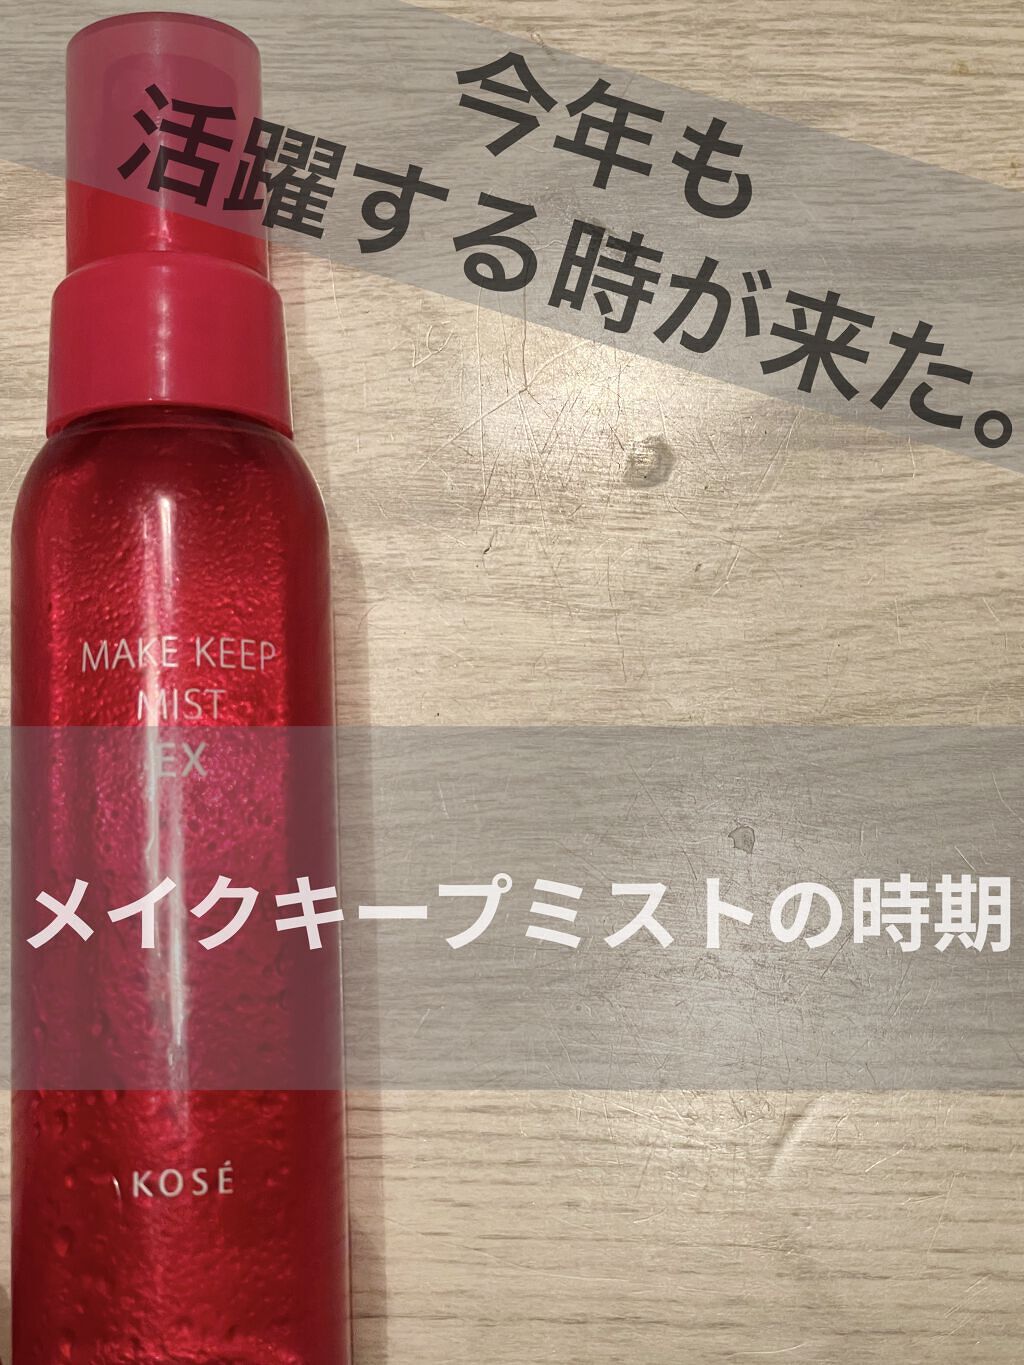 今年も
活躍する時が来た。
MAKE KEEP
MIST
EX
メイクキープミストの時期
KOSÉ